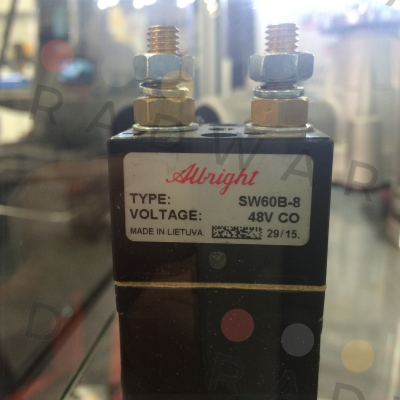 Albright
TYPE: SW60B-8
VOLTAGE: 48V CO
MADE IN LIETUVA. 29/15.